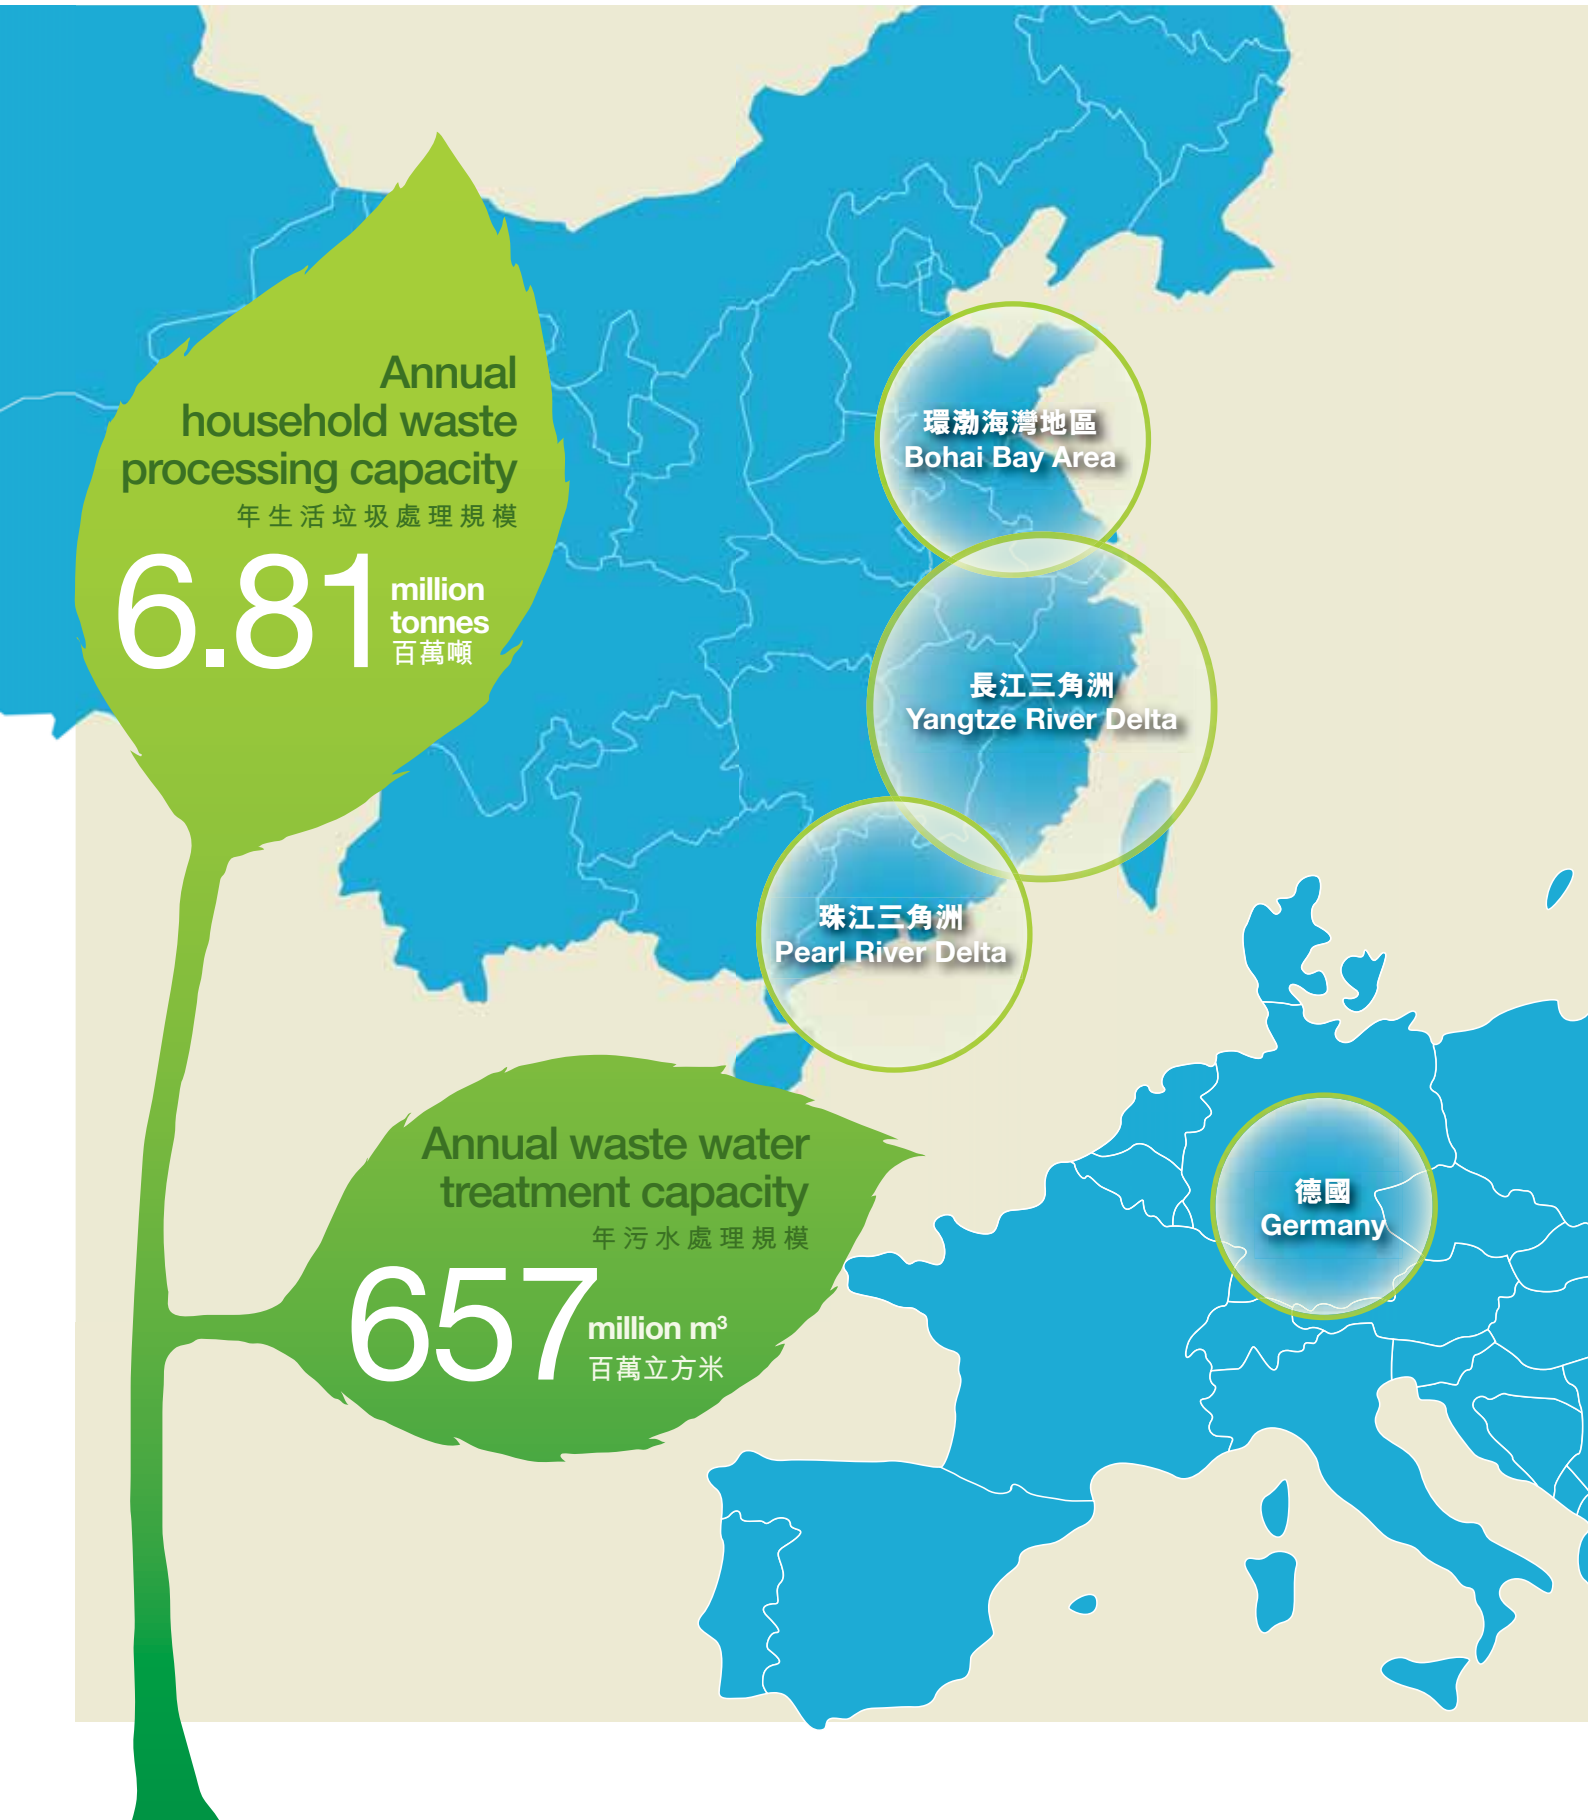 Annual
household waste
processing capacity
年生活垃圾處理規模
6.81 million
tonnes
百萬噸
環渤海灣地區
Bohai Bay Area
長江三角洲
Yangtze River Delta
珠江三角洲
Pearl River Delta
Annual waste water
treatment capacity
年污水處理規模
657 million m³
百萬立方米
德國
Germany